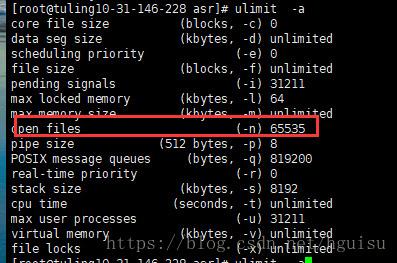 [root@tuling10-31-146-228 asr]# ulimit  -a
core file size          (blocks, -c) 0
data seg size           (kbytes, -d) unlimited
scheduling priority             (-e) 0
file size               (blocks, -f) unlimited
pending signals                 (-i) 31211
max locked memory       (kbytes, -l) 64
max memory size         (kbytes, -m) unlimited
open files                      (-n) 65535
pipe size            (512 bytes, -p) 8
POSIX message queues     (bytes, -q) 819200
real-time priority              (-r) 0
stack size              (kbytes, -s) 8192
cpu time               (seconds, -t) unlimited
max user processes              (-u) 31211
virtual memory          (kbytes, -v) unlimited
file locks                      (-x) unlimited
https://blog.csdn.net/hguisu
[root@tuling10-31-146-228 asr]# ulimit  -a